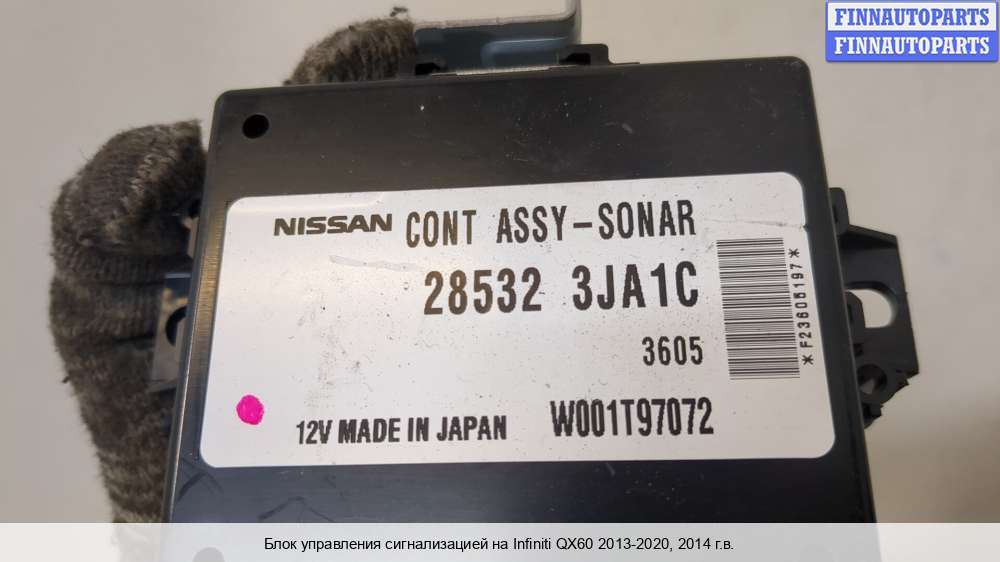 FINNAUTOPARTS
FINNAUTOPARTS
NISSAN CONT ASSY-SONAR
28532 3JA1C
3605
*F23605197*
12V MADE IN JAPAN W001T97072
Блок управления сигнализацией на Infiniti QX60 2013-2020, 2014 г.в.